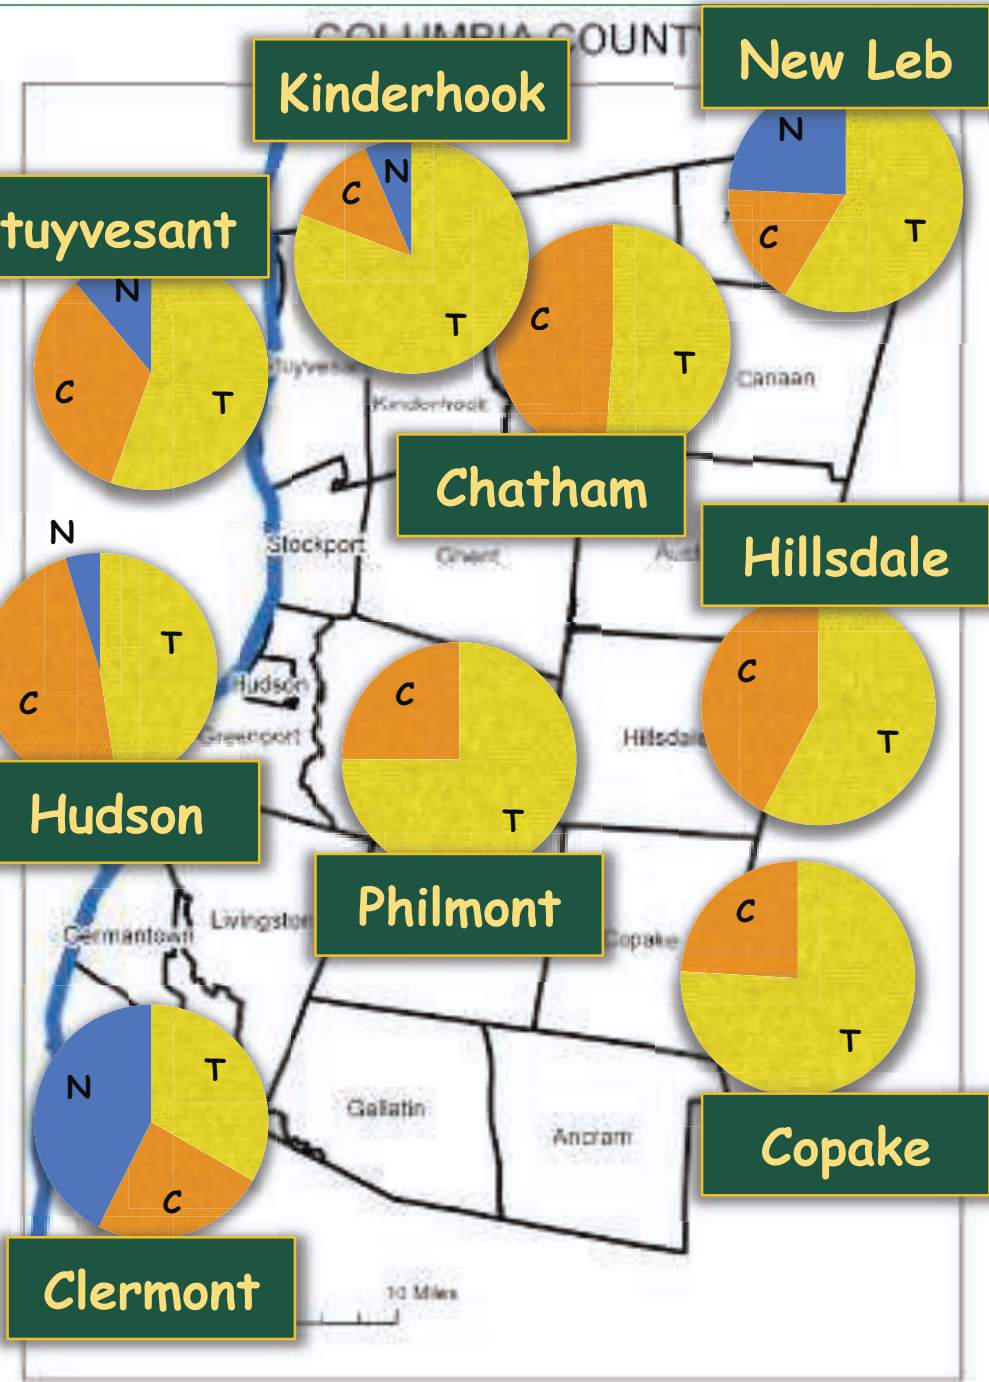 COLUMBIA COUNTY
New Leb
Kinderhook
N
N
C
tuyvesant
T
C
N
T
C
C
T
T
Canaan
Kinderhook
C
T
Chatham
Stockport
Ghent
Hillsdale
N
T
C
Hudson
C
C
T
Greenport
Hillsdale
T
Hudson
Philmont
C
Livingston
Germantown
Copake
T
N
T
Gallatin
Ancram
Copake
C
Clermont
10 Miles